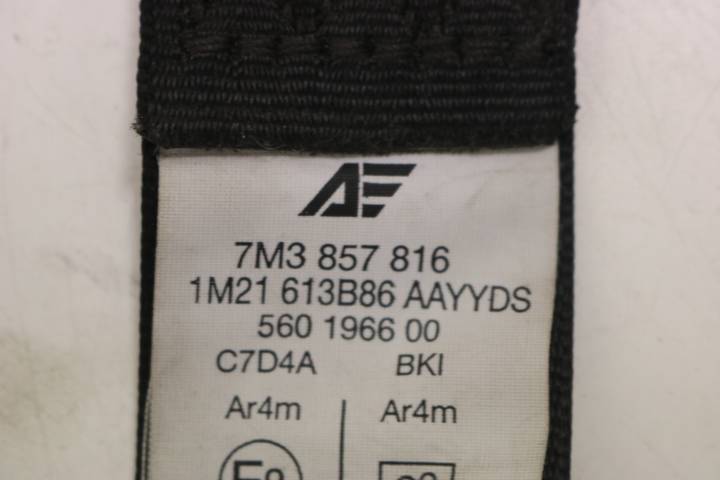 AE
7M3 857 816
1M21 613B86 AAYYDS
560 1966 00
C7D4A BKI
Ar4m Ar4m